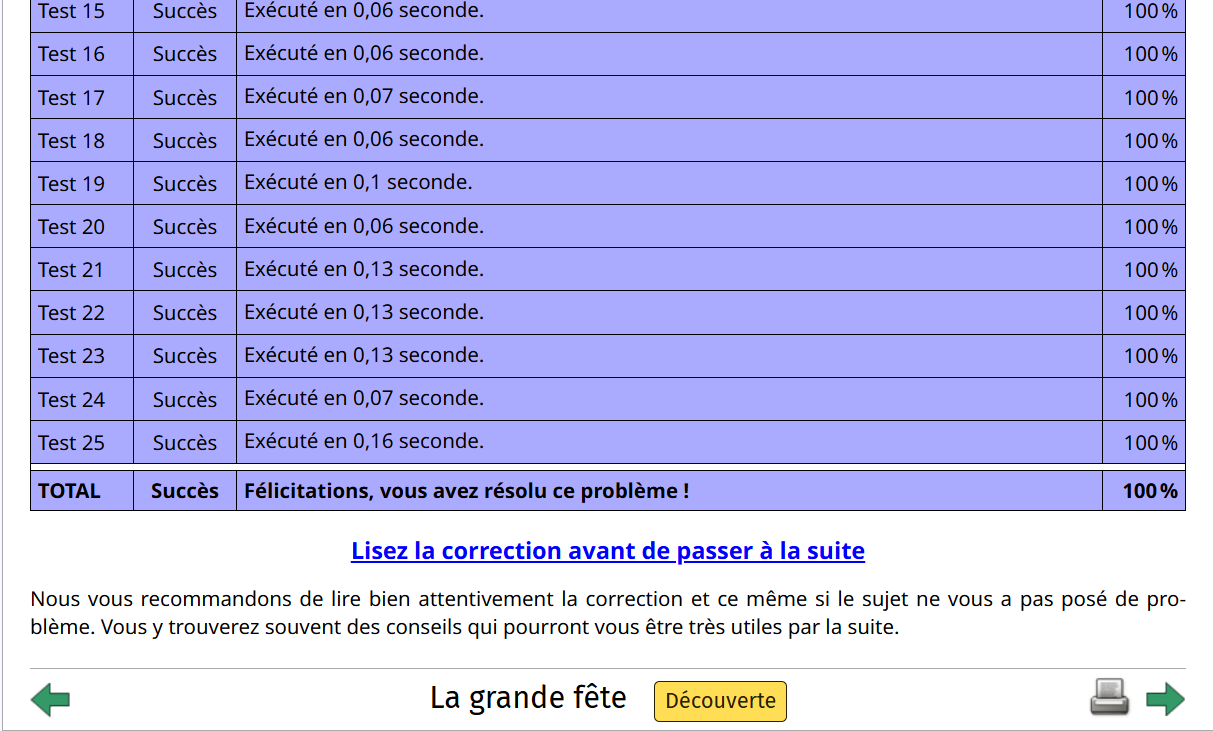 Test 15 Succès Exécuté en 0,06 seconde. 100 %
Test 16 Succès Exécuté en 0,06 seconde. 100 %
Test 17 Succès Exécuté en 0,07 seconde. 100 %
Test 18 Succès Exécuté en 0,06 seconde. 100 %
Test 19 Succès Exécuté en 0,1 seconde. 100 %
Test 20 Succès Exécuté en 0,06 seconde. 100 %
Test 21 Succès Exécuté en 0,13 seconde. 100 %
Test 22 Succès Exécuté en 0,13 seconde. 100 %
Test 23 Succès Exécuté en 0,13 seconde. 100 %
Test 24 Succès Exécuté en 0,07 seconde. 100 %
Test 25 Succès Exécuté en 0,16 seconde. 100 %
TOTAL Succès Félicitations, vous avez résolu ce problème ! 100 %
Lisez la correction avant de passer à la suite
Nous vous recommandons de lire bien attentivement la correction et ce même si le sujet ne vous a pas posé de pro-
blème. Vous y trouverez souvent des conseils qui pourront vous être très utiles par la suite.
La grande fête Découverte